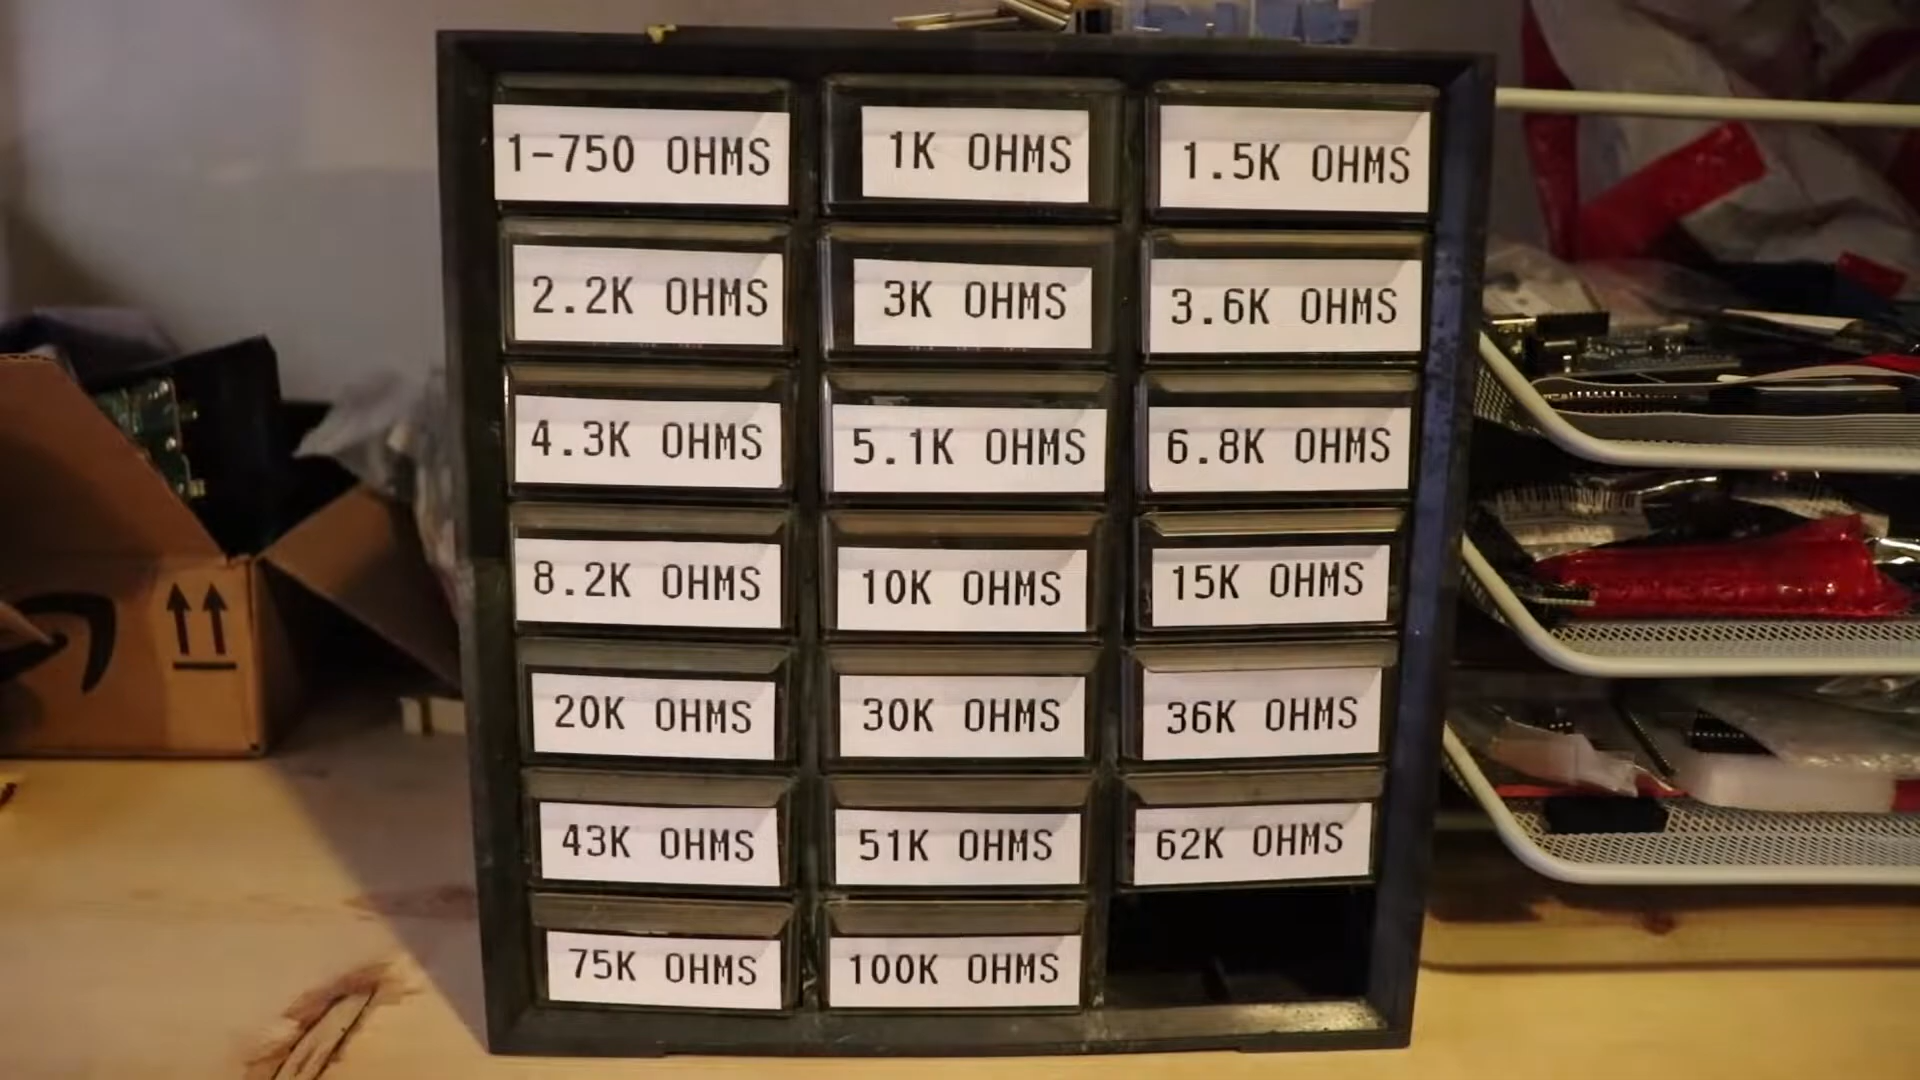 1-750 OHMS
1K OHMS
1.5K OHMS
2.2K OHMS
3K OHMS
3.6K OHMS
4.3K OHMS
5.1K OHMS
6.8K OHMS
8.2K OHMS
10K OHMS
15K OHMS
20K OHMS
30K OHMS
36K OHMS
43K OHMS
51K OHMS
62K OHMS
75K OHMS
100K OHMS